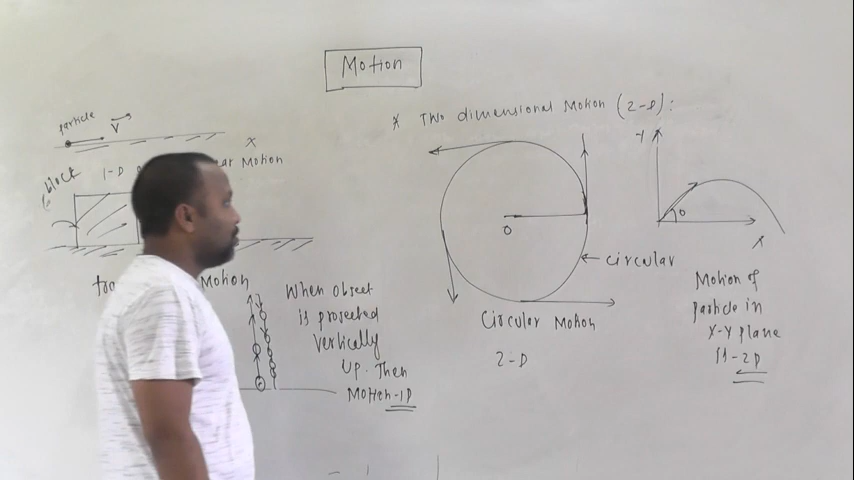 Motion
Particle
V
X
1-D
ar Motion
block
Motion
When object
is projected
vertically
up. Then
Motion-1D
* Two dimensional Motion (2-D):
O
circular
Circular Motion
2-D
Y
θ
X
Motion of
particle in
X-Y plane
is-2D